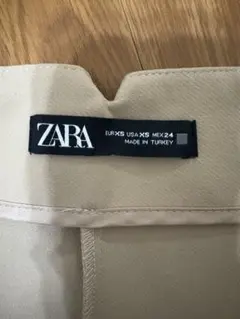 ZARA
EUR XS USA XS MEX 24
MADE IN TURKEY